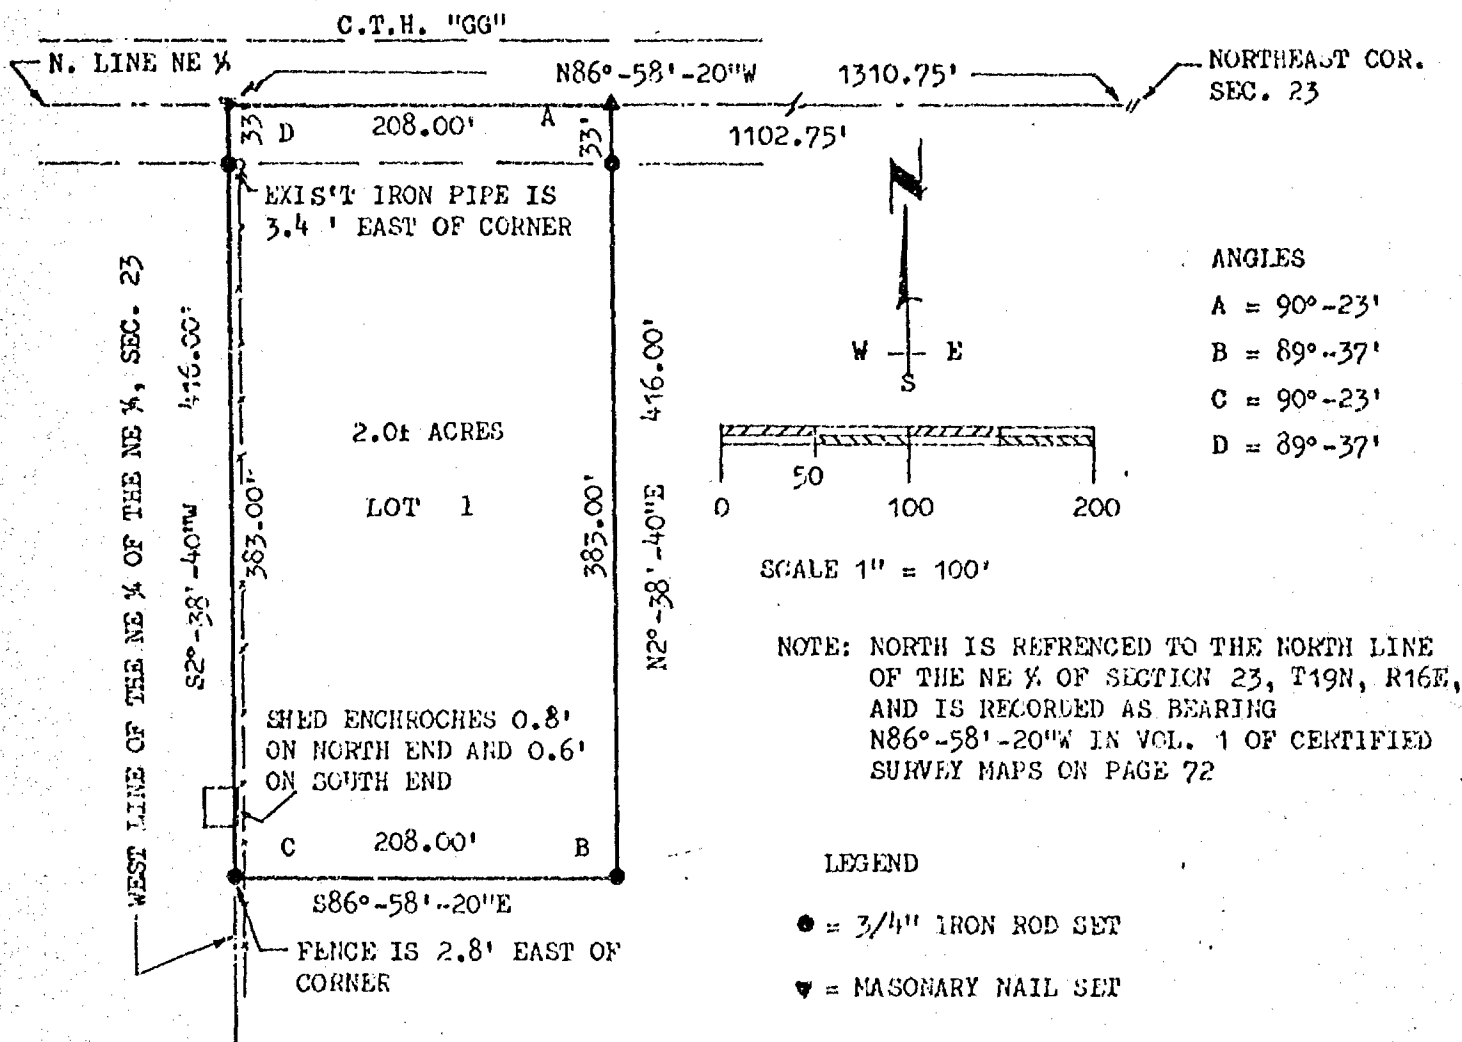 C.T.H. "GG"
N. LINE NE ¼
N86°-58'-20"W 1310.75'
NORTHEAST COR.
SEC. 23
33'
D
208.00'
A
33'
1102.75'
EXIS'T IRON PIPE IS
3.4 ' EAST OF CORNER
WEST LINE OF THE NE ¼ OF THE NE ¼, SEC. 23
S2°-38'-40"W 416.00'
383.00'
2.0± ACRES
LOT 1
383.00'
N2°-38'-40"E 416.00'
W E
S
ANGLES
A = 90°-23'
B = 89°-37'
C = 90°-23'
D = 89°-37'
0 50 100 200
SCALE 1" = 100'
NOTE: NORTH IS REFRENCED TO THE NORTH LINE
OF THE NE ¼ OF SECTION 23, T19N, R16E,
AND IS RECORDED AS BEARING
N86°-58'-20"W IN VOL. 1 OF CERTIFIED
SURVEY MAPS ON PAGE 72
SHED ENCHROCHES 0.8'
ON NORTH END AND 0.6'
ON SOUTH END
C
208.00'
B
S86°-58'-20"E
FENCE IS 2.8' EAST OF
CORNER
LEGEND
● = 3/4" IRON ROD SET
▼ = MASONARY NAIL SET